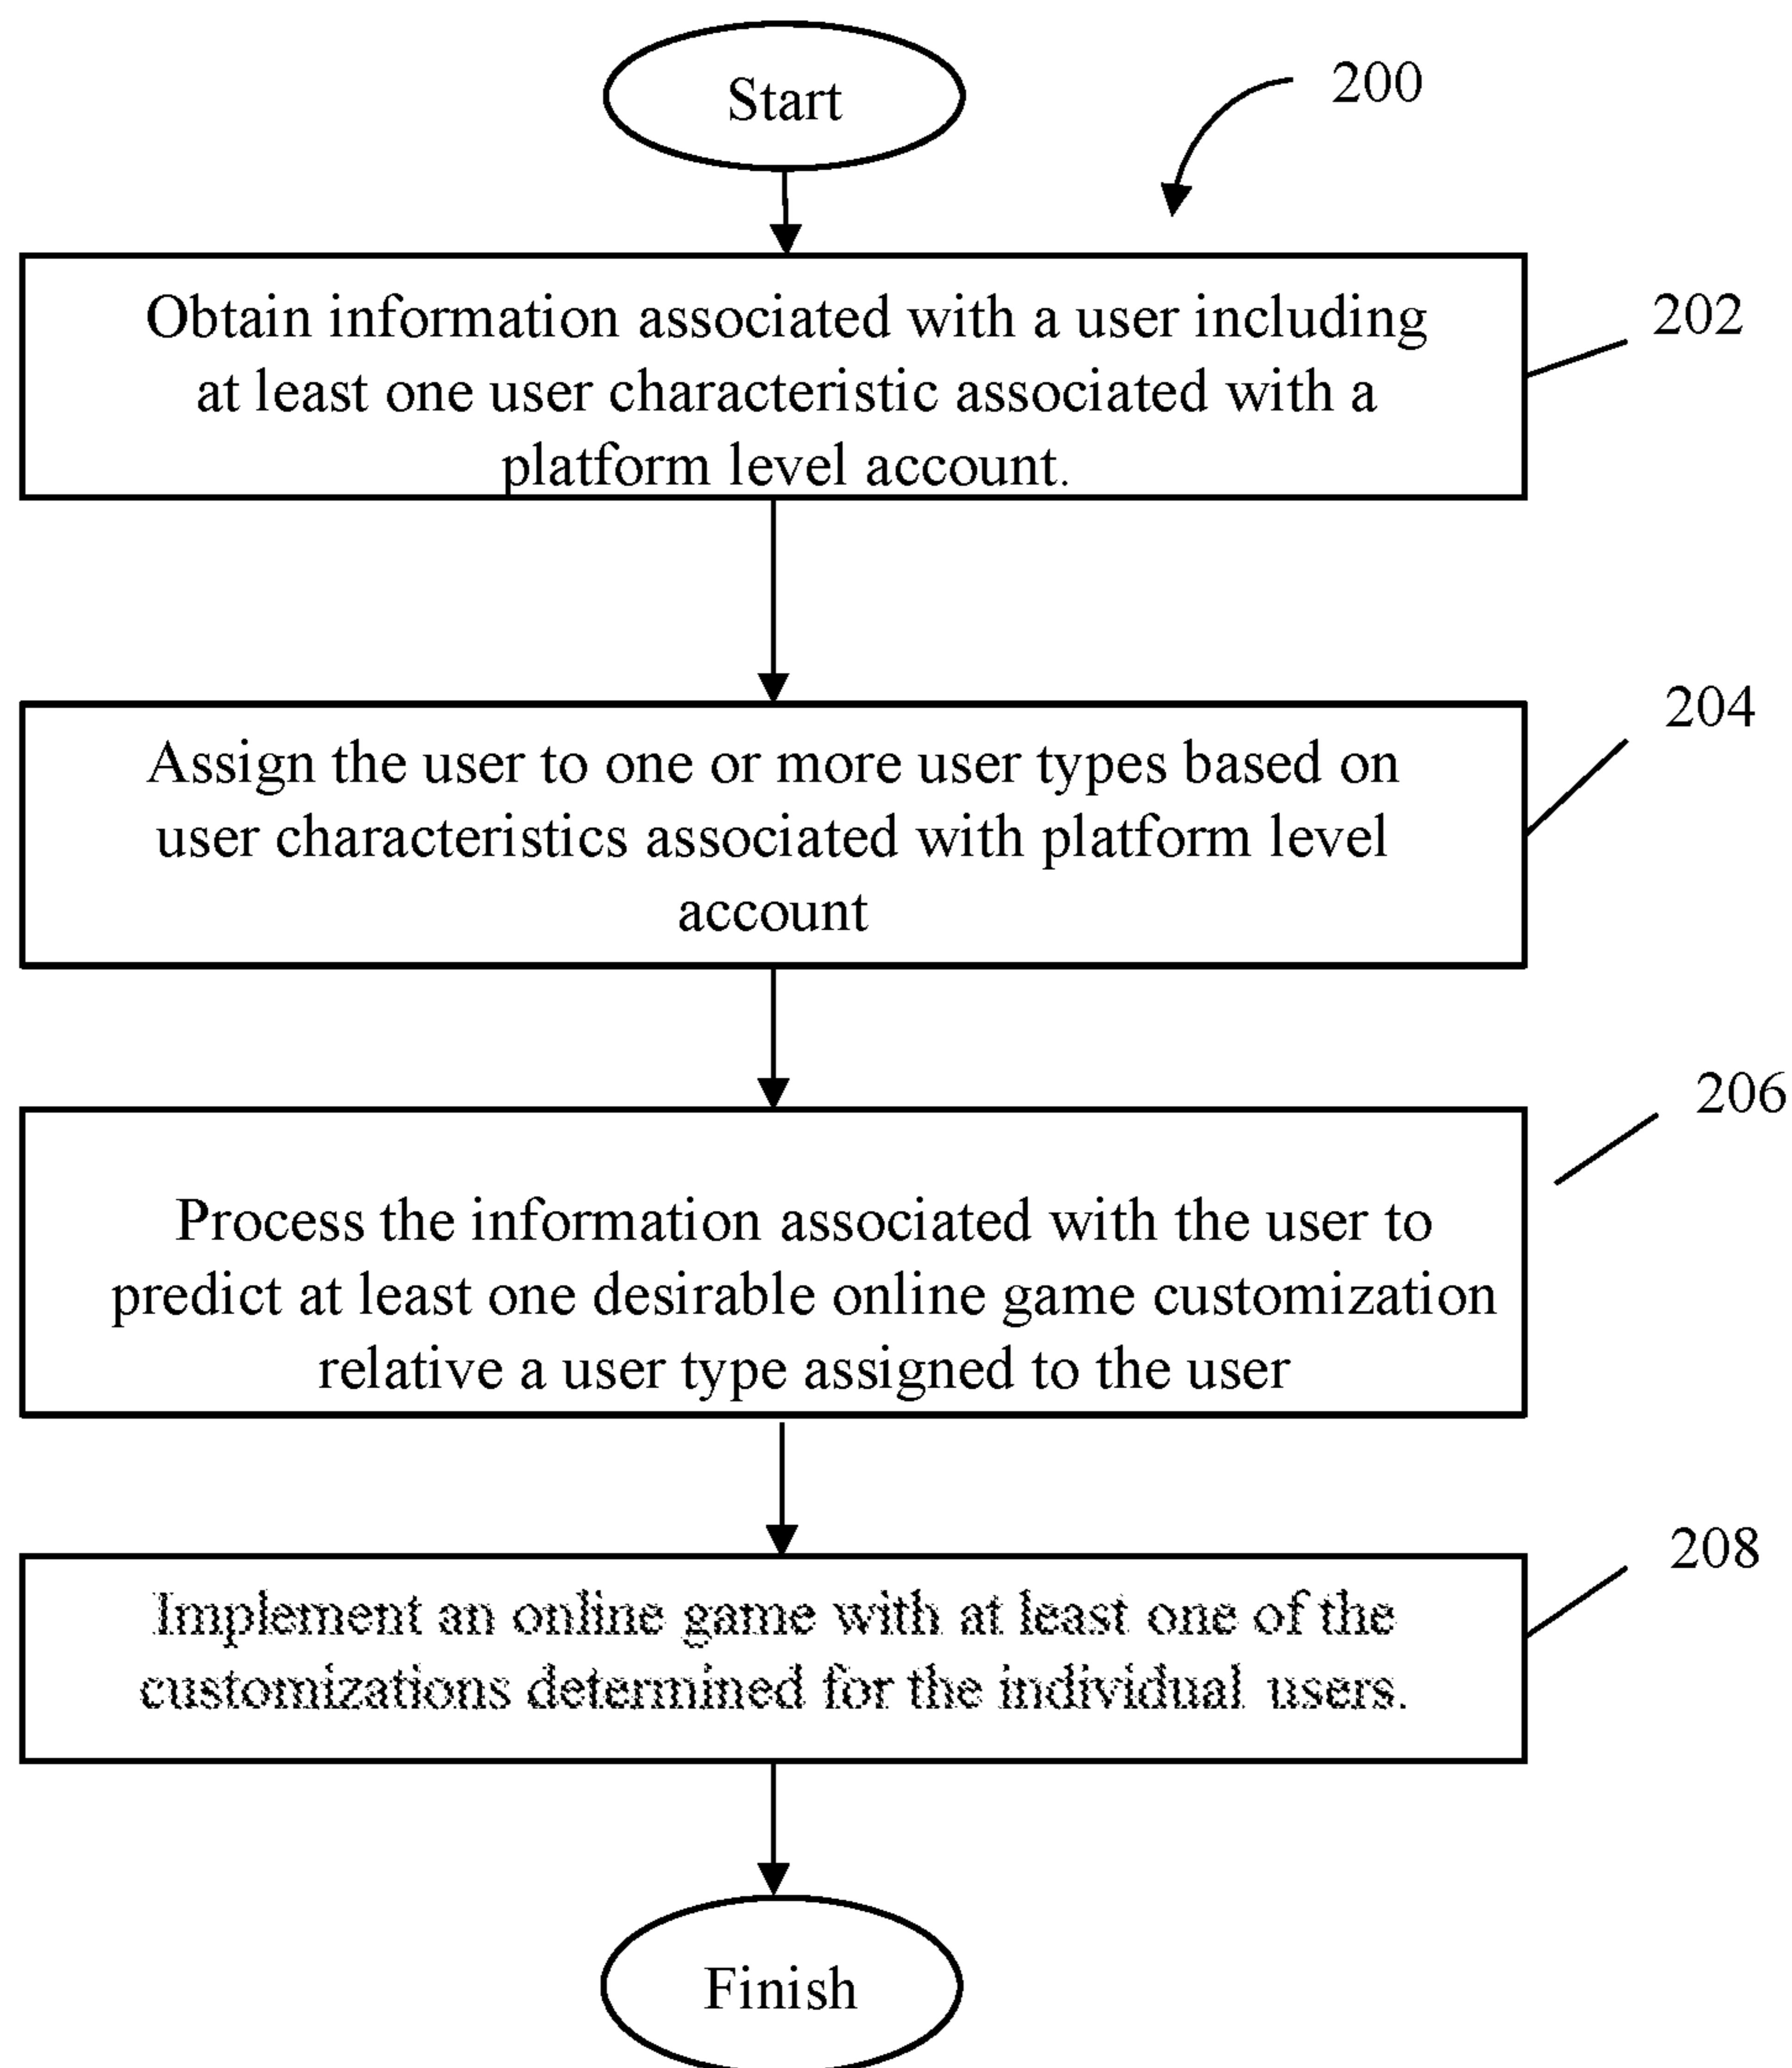 Start
200
Obtain information associated with a user including
at least one user characteristic associated with a
platform level account.
202
Assign the user to one or more user types based on
user characteristics associated with platform level
account
204
Process the information associated with the user to
predict at least one desirable online game customization
relative a user type assigned to the user
206
Implement an online game with at least one of the
customizations determined for the individual users.
208
Finish